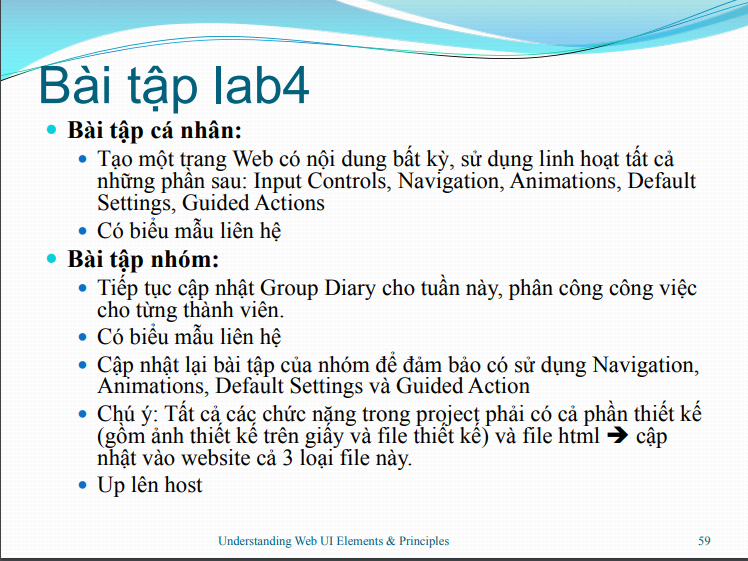 Bài tập lab4
Bài tập cá nhân:
Tạo một trang Web có nội dung bất kỳ, sử dụng linh hoạt tất cả
những phần sau: Input Controls, Navigation, Animations, Default
Settings, Guided Actions
Có biểu mẫu liên hệ
Bài tập nhóm:
Tiếp tục cập nhật Group Diary cho tuần này, phân công công việc
cho từng thành viên.
Có biểu mẫu liên hệ
Cập nhật lại bài tập của nhóm để đảm bảo có sử dụng Navigation,
Animations, Default Settings và Guided Action
Chú ý: Tất cả các chức năng trong project phải có cả phần thiết kế
(gồm ảnh thiết kế trên giấy và file thiết kế) và file html ➔ cập
nhật vào website cả 3 loại file này.
Up lên host
Understanding Web UI Elements & Principles
59